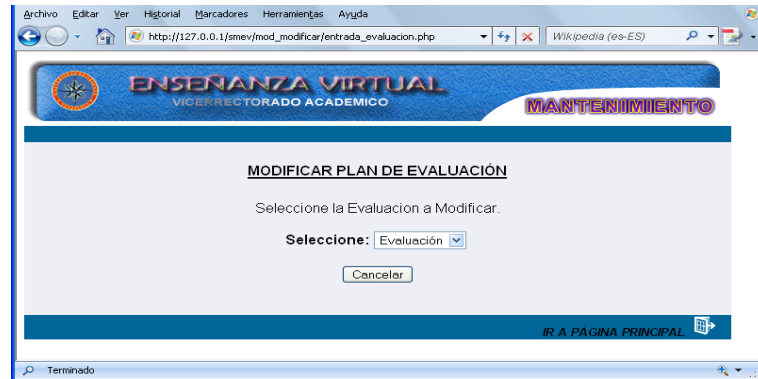 Archivo Editar Ver Historial Marcadores Herramientas Ayuda
http://127.0.0.1/smev/mod_modificar/entrada_evaluacion.php Wikipedia (es-ES)
ENSEÑANZA VIRTUAL
VICERRECTORADO ACADEMICO
MANTENIMIENTO
MODIFICAR PLAN DE EVALUACIÓN
Seleccione la Evaluacion a Modificar.
Seleccione: Evaluación
Cancelar
IR A PÁGINA PRINCIPAL
Terminado